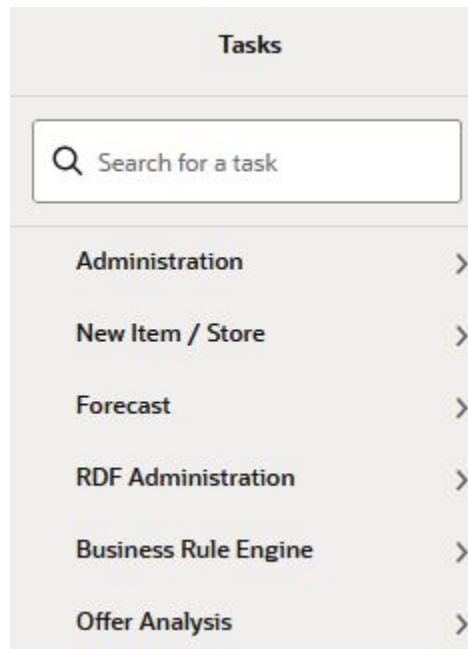 Tasks
Search for a task
Administration
New Item / Store
Forecast
RDF Administration
Business Rule Engine
Offer Analysis